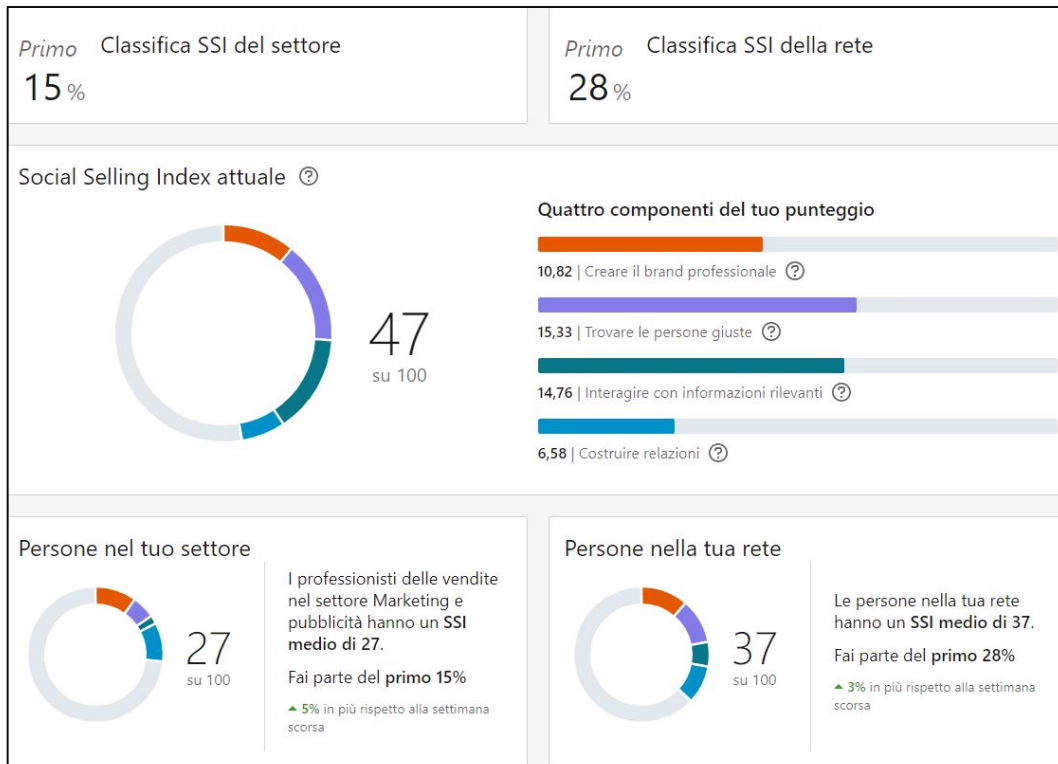 Primo Classifica SSI del settore
15 %
Primo Classifica SSI della rete
28 %
Social Selling Index attuale ?
47
su 100
Quattro componenti del tuo punteggio
10,82 | Creare il brand professionale ?
15,33 | Trovare le persone giuste ?
14,76 | Interagire con informazioni rilevanti ?
6,58 | Costruire relazioni ?
Persone nel tuo settore
27
su 100
I professionisti delle vendite
nel settore Marketing e
pubblicità hanno un SSI
medio di 27.
Fai parte del primo 15%
▲ 5% in più rispetto alla settimana
scorsa
Persone nella tua rete
37
su 100
Le persone nella tua rete
hanno un SSI medio di 37.
Fai parte del primo 28%
▲ 3% in più rispetto alla settimana
scorsa